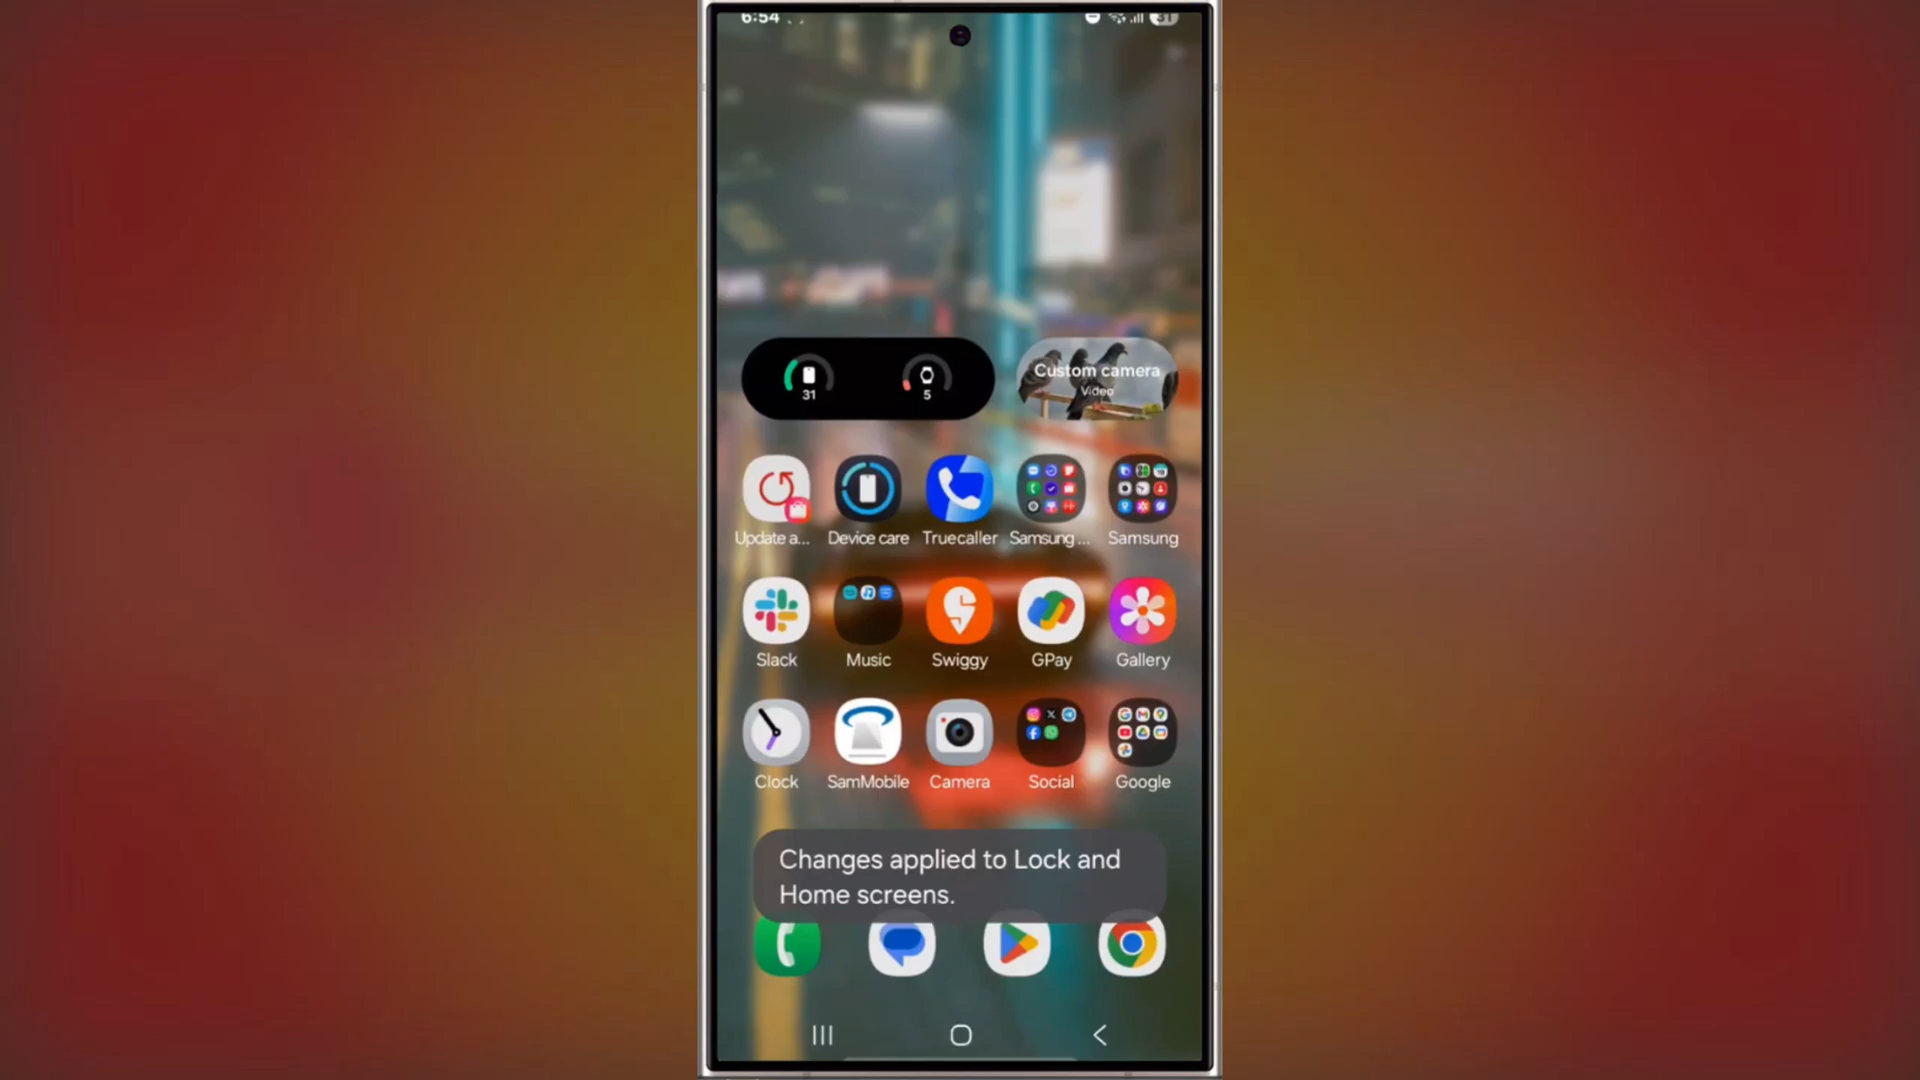 6:54
31
31
5
Custom camera
Video
Update a...
Device care
Truecaller
Samsung ...
Samsung
Slack
Music
Swiggy
GPay
Gallery
Clock
SamMobile
Camera
Social
Google
Changes applied to Lock and
Home screens.